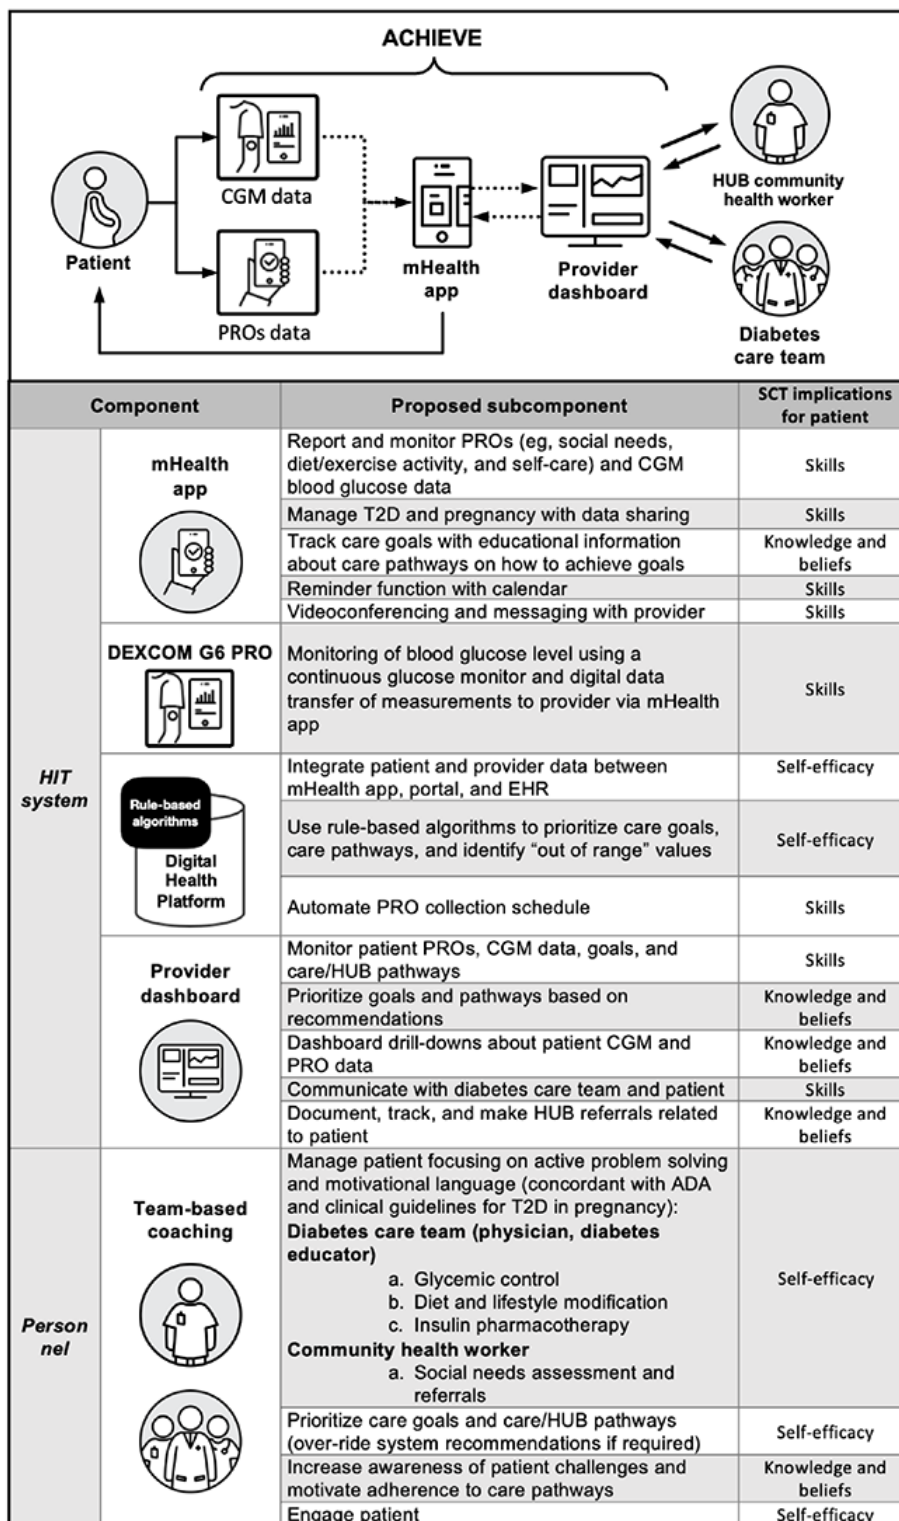 ACHIEVE
CGM data
PROs data
Patient
mHealth
app
Provider
dashboard
HUB community
health worker
Diabetes
care team
Component
Proposed subcomponent
SCT implications
for patient
HIT
system
mHealth
app
Report and monitor PROs (eg, social needs,
diet/exercise activity, and self-care) and CGM
blood glucose data
Skills
Manage T2D and pregnancy with data sharing
Skills
Track care goals with educational information
about care pathways on how to achieve goals
Knowledge and
beliefs
Reminder function with calendar
Skills
Videoconferencing and messaging with provider
Skills
DEXCOM G6 PRO
Monitoring of blood glucose level using a
continuous glucose monitor and digital data
transfer of measurements to provider via mHealth
app
Skills
Rule-based
algorithms
Digital
Health
Platform
Integrate patient and provider data between
mHealth app, portal, and EHR
Self-efficacy
Use rule-based algorithms to prioritize care goals,
care pathways, and identify “out of range” values
Self-efficacy
Automate PRO collection schedule
Skills
Provider
dashboard
Monitor patient PROs, CGM data, goals, and
care/HUB pathways
Skills
Prioritize goals and pathways based on
recommendations
Knowledge and
beliefs
Dashboard drill-downs about patient CGM and
PRO data
Knowledge and
beliefs
Communicate with diabetes care team and patient
Skills
Document, track, and make HUB referrals related
to patient
Knowledge and
beliefs
Person
nel
Team-based
coaching
Manage patient focusing on active problem solving
and motivational language (concordant with ADA
and clinical guidelines for T2D in pregnancy):
Diabetes care team (physician, diabetes
educator)
a. Glycemic control
b. Diet and lifestyle modification
c. Insulin pharmacotherapy
Community health worker
a. Social needs assessment and
referrals
Self-efficacy
Prioritize care goals and care/HUB pathways
(over-ride system recommendations if required)
Self-efficacy
Increase awareness of patient challenges and
motivate adherence to care pathways
Knowledge and
beliefs
Engage patient
Self-efficacy